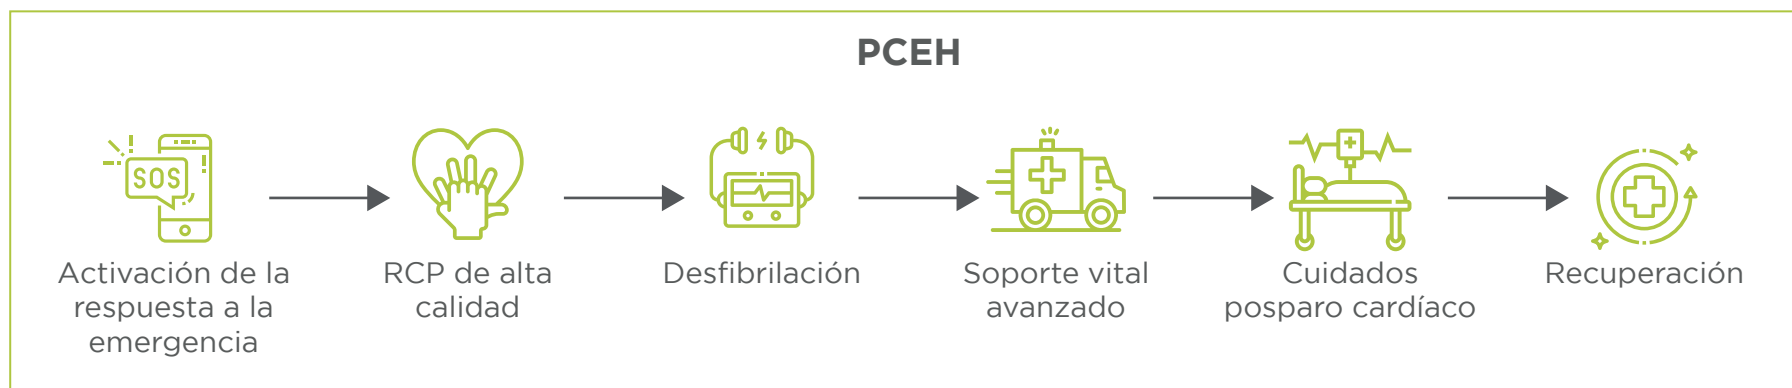 PCEH
SOS
Activación de la
respuesta a la
emergencia
RCP de alta
calidad
Desfibrilación
Soporte vital
avanzado
Cuidados
posparo cardíaco
Recuperación